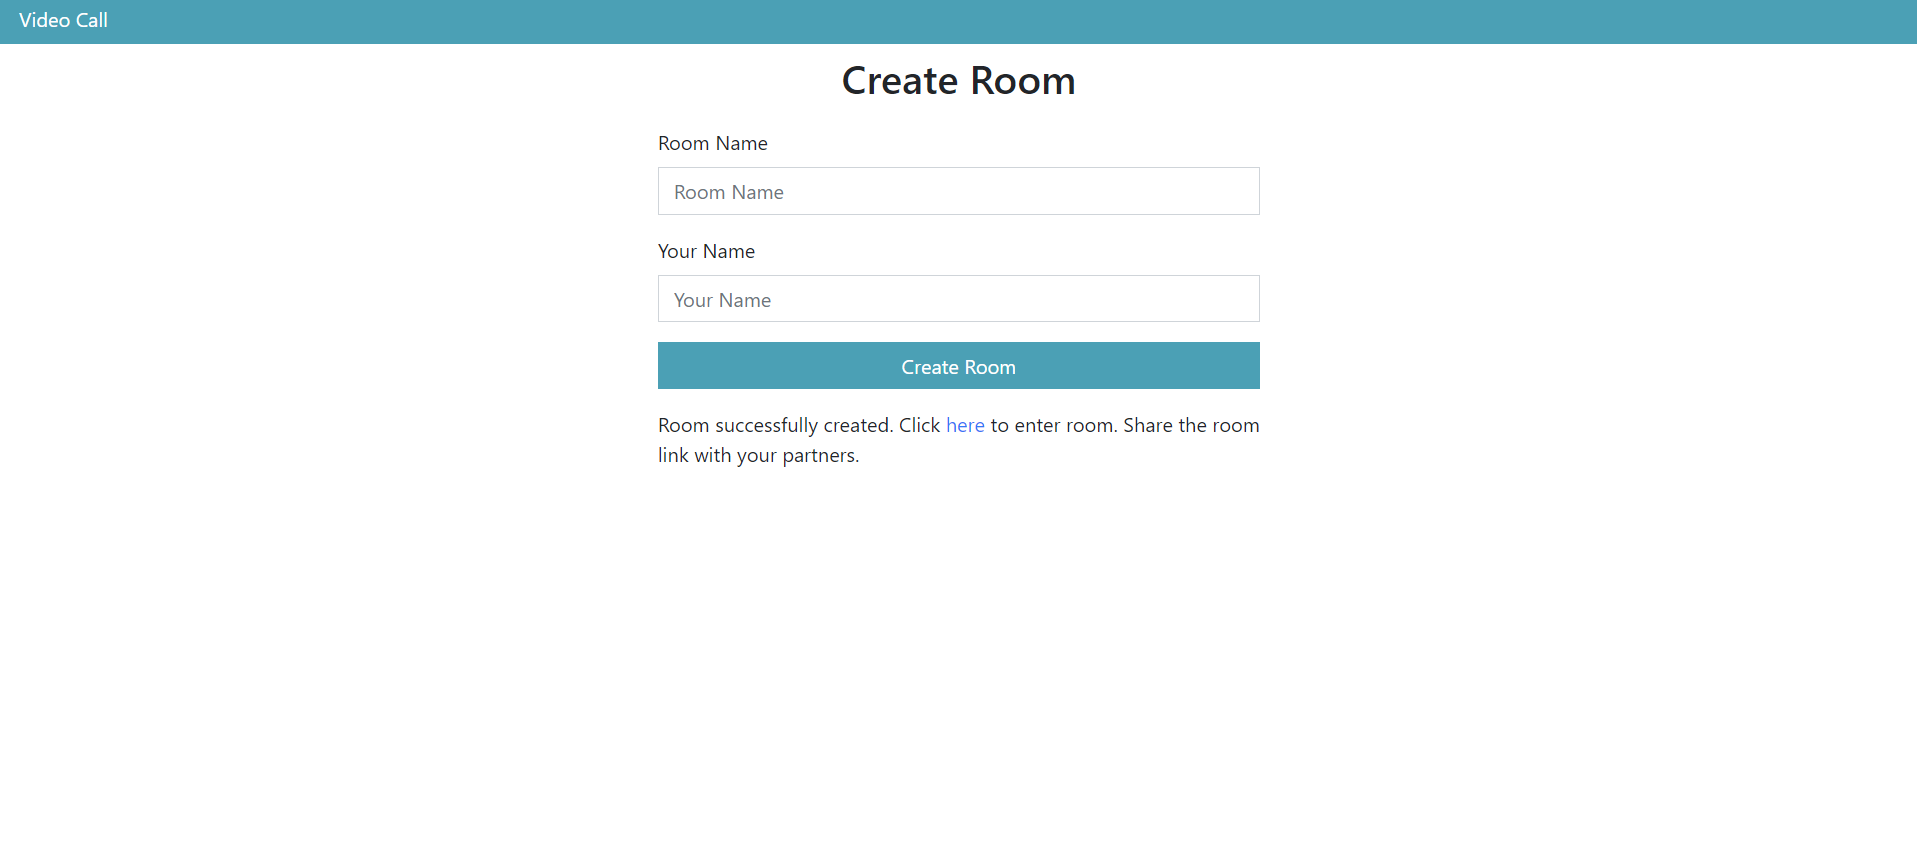 Video Call
Create Room
Room Name
Room Name
Your Name
Your Name
Create Room
Room successfully created. Click here to enter room. Share the room
link with your partners.